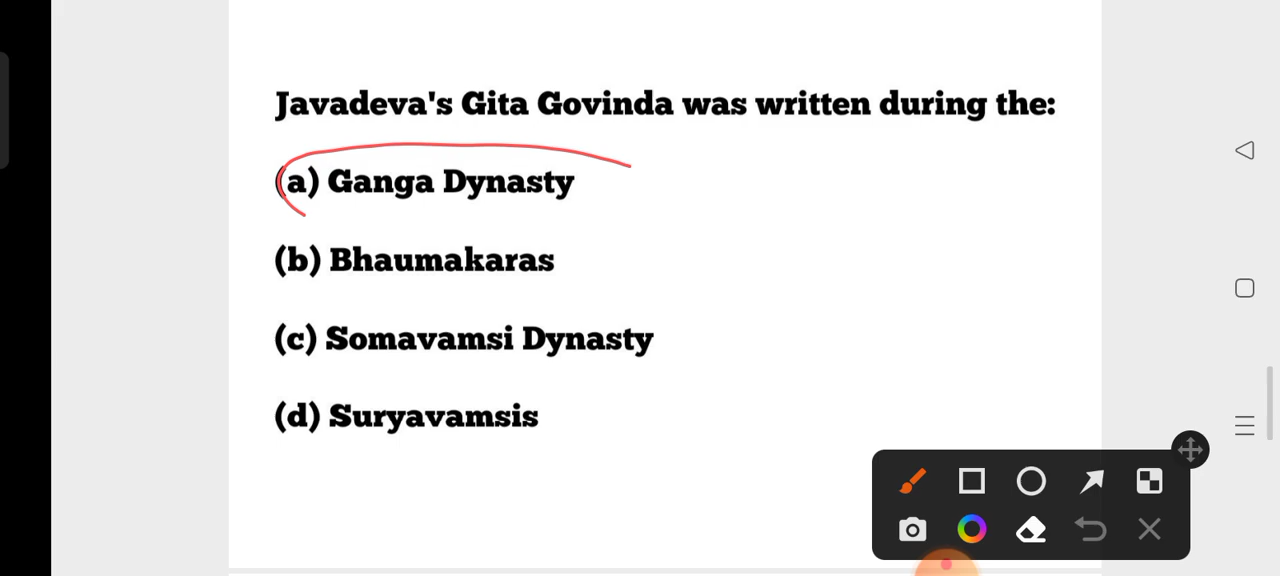 Javadeva's Gita Govinda was written during the:
(a) Ganga Dynasty
(b) Bhaumakaras
(c) Somavamsi Dynasty
(d) Suryavamsis